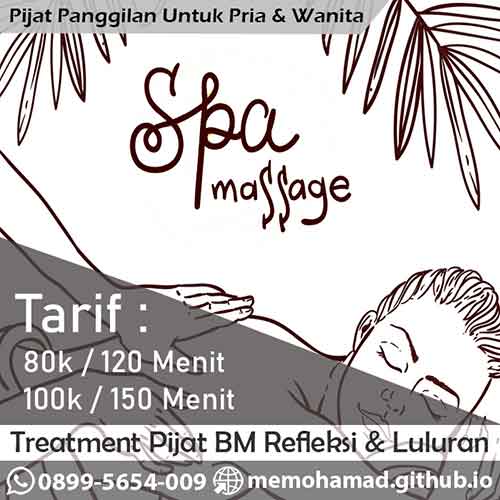 Pijat Panggilan Untuk Pria & Wanita
Spa
massage
Tarif :
80k / 120 Menit
100k / 150 Menit
Treatment Pijat BM Refleksi & Luluran
0899-5654-009 memohamad.github.io